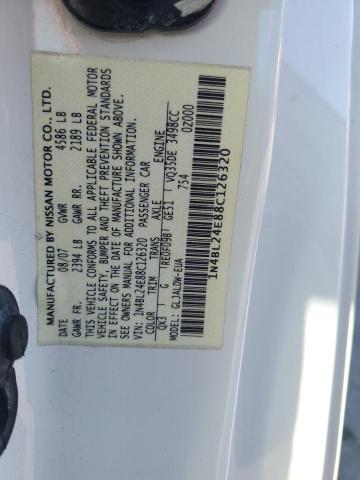 MANUFACTURED BY NISSAN MOTOR CO., LTD.
08/07 GVWR 4586 LB
GAWR FR. 2394 LB GAWR RR. 2189 LB
THIS VEHICLE CONFORMS TO ALL APPLICABLE FEDERAL MOTOR
VEHICLE SAFETY, BUMPER AND THEFT PREVENTION STANDARDS
IN EFFECT ON THE DATE OF MANUFACTURE SHOWN ABOVE.
SEE OWNERS MANUAL FOR ADDITIONAL INFORMATION.
VIN: 1N4BL24E88C126320 PASSENGER CAR
COLOR TRIM TRANS AXLE ENGINE
QX3 G RE0F09B GE51 VQ35DE 3498CC
MODEL: GLJALDW-EUA 754 0Z000
1N4BL24E88C126320